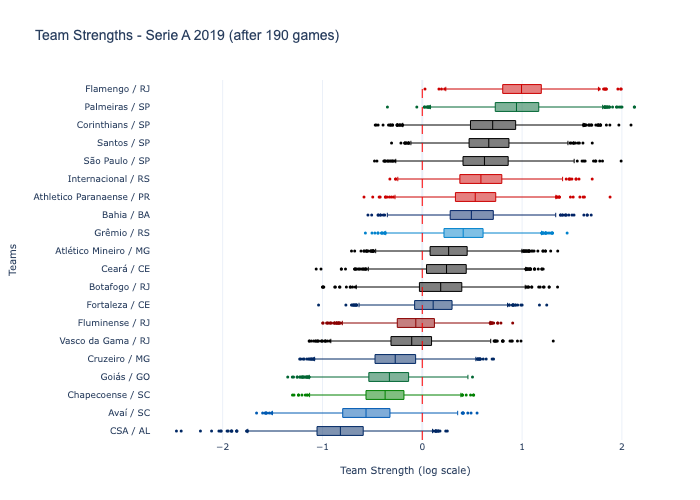 Team Strengths - Serie A 2019 (after 190 games)
Flamengo / RJ
Palmeiras / SP
Corinthians / SP
Santos / SP
São Paulo / SP
Internacional / RS
Athletico Paranaense / PR
Bahia / BA
Grêmio / RS
Atlético Mineiro / MG
Ceará / CE
Botafogo / RJ
Fortaleza / CE
Fluminense / RJ
Vasco da Gama / RJ
Cruzeiro / MG
Goiás / GO
Chapecoense / SC
Avaí / SC
CSA / AL
Teams
−2 −1 0 1 2
Team Strength (log scale)